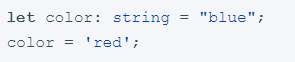 let color: string = "blue";
color = 'red';